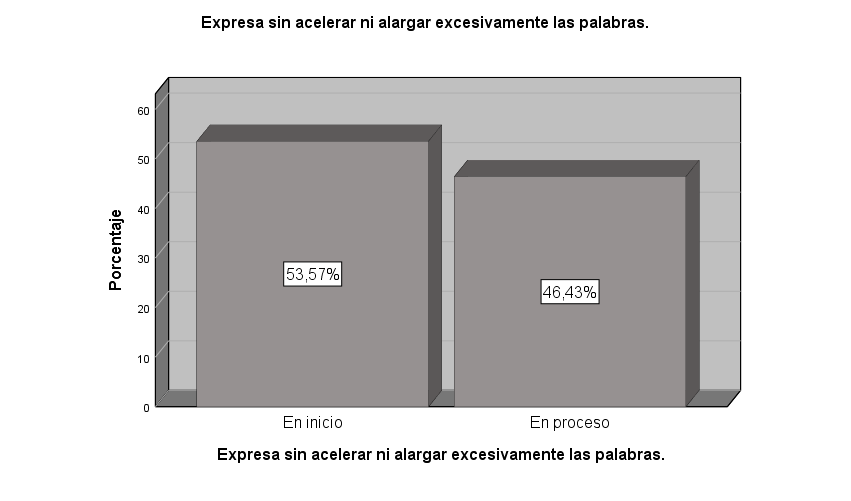 Expresa sin acelerar ni alargar excesivamente las palabras.
60
50
40
30
20
10
0
Porcentaje
53,57%
46,43%
En inicio
En proceso
Expresa sin acelerar ni alargar excesivamente las palabras.